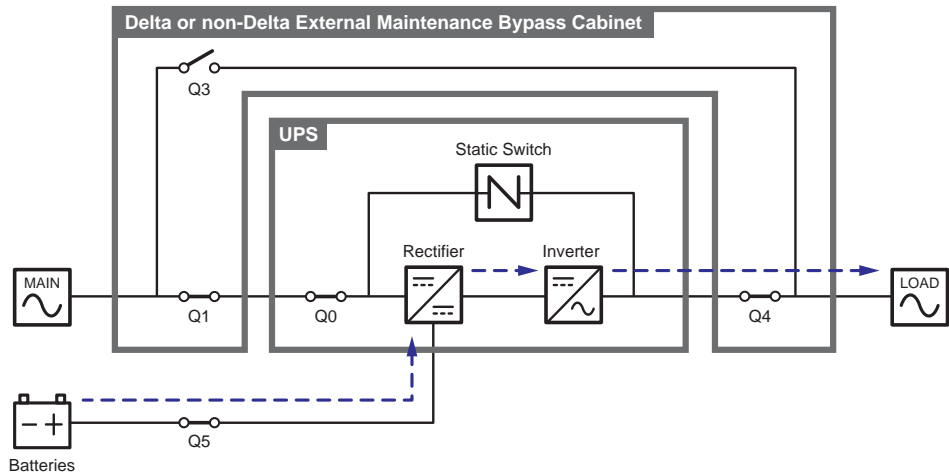 Delta or non-Delta External Maintenance Bypass Cabinet
Q3
UPS
Static Switch
Rectifier
Inverter
MAIN
LOAD
Q1
Q0
Q4
Q5
Batteries